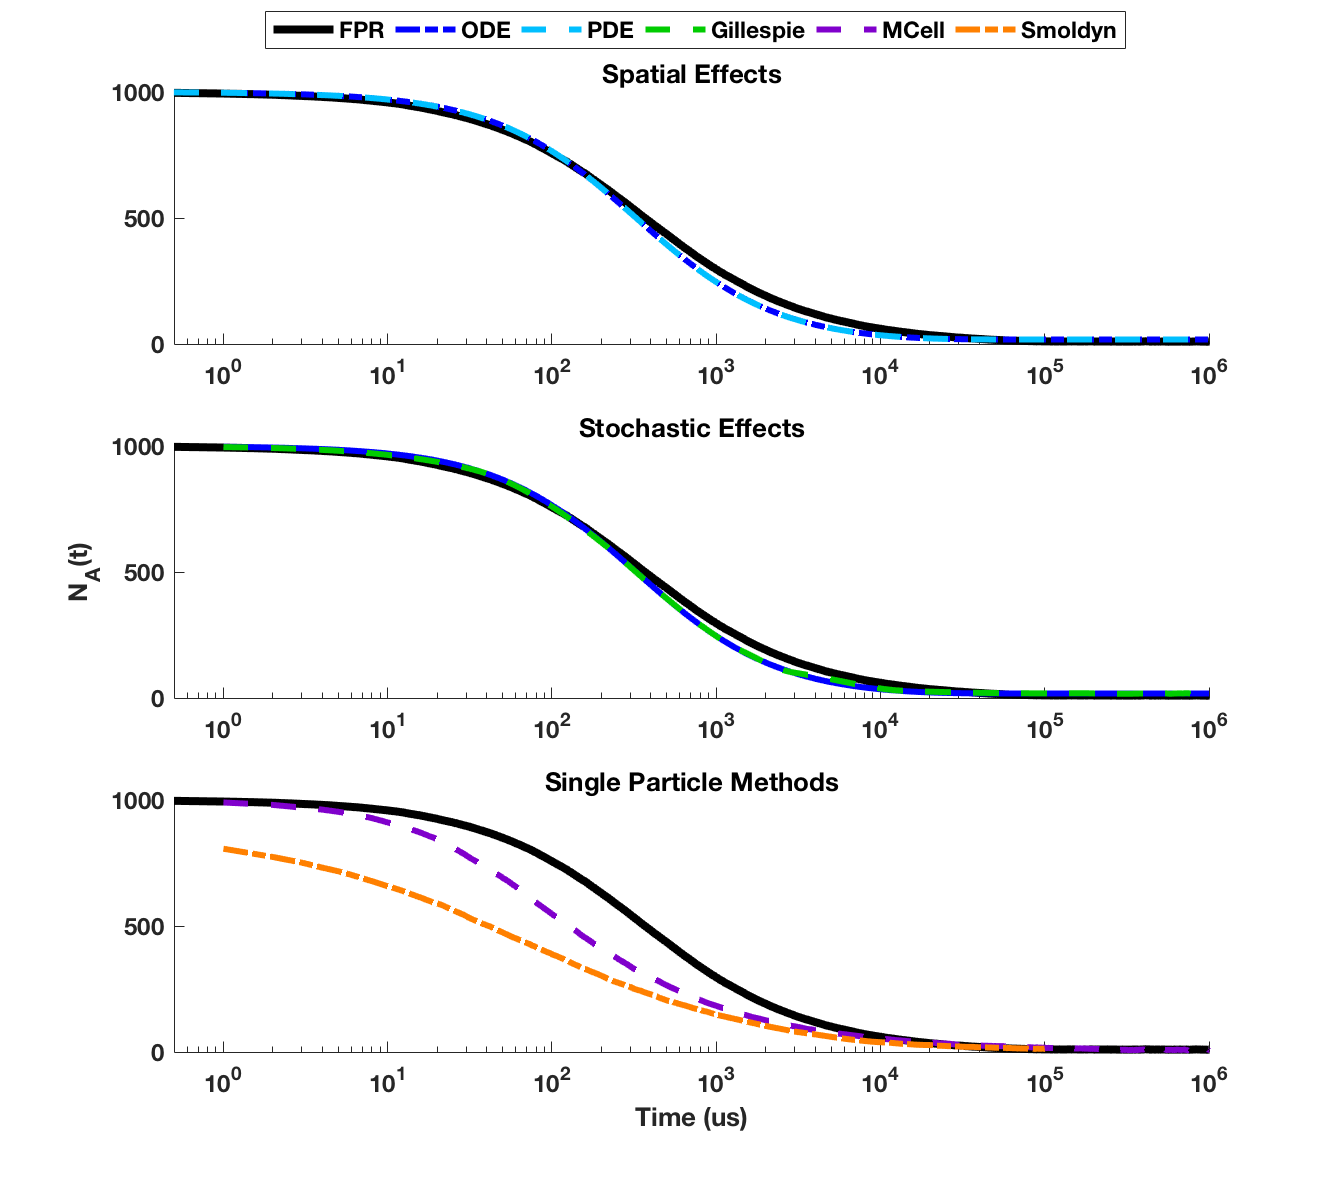 FPR ODE PDE Gillespie MCell Smoldyn
Spatial Effects
1000
500
0
10^0 10^1 10^2 10^3 10^4 10^5 10^6
Stochastic Effects
1000
500
0
N_A(t)
10^0 10^1 10^2 10^3 10^4 10^5 10^6
Single Particle Methods
1000
500
0
10^0 10^1 10^2 10^3 10^4 10^5 10^6
Time (us)